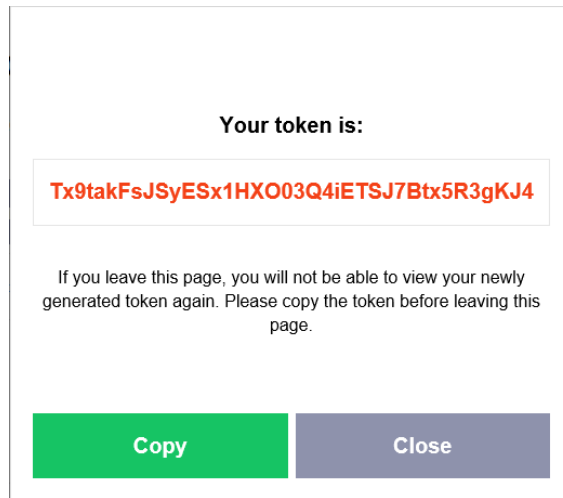 Your token is:
Tx9takFsJSyESx1HXO03Q4iETSJ7Btx5R3gKJ4
If you leave this page, you will not be able to view your newly
generated token again. Please copy the token before leaving this
page.
Copy
Close